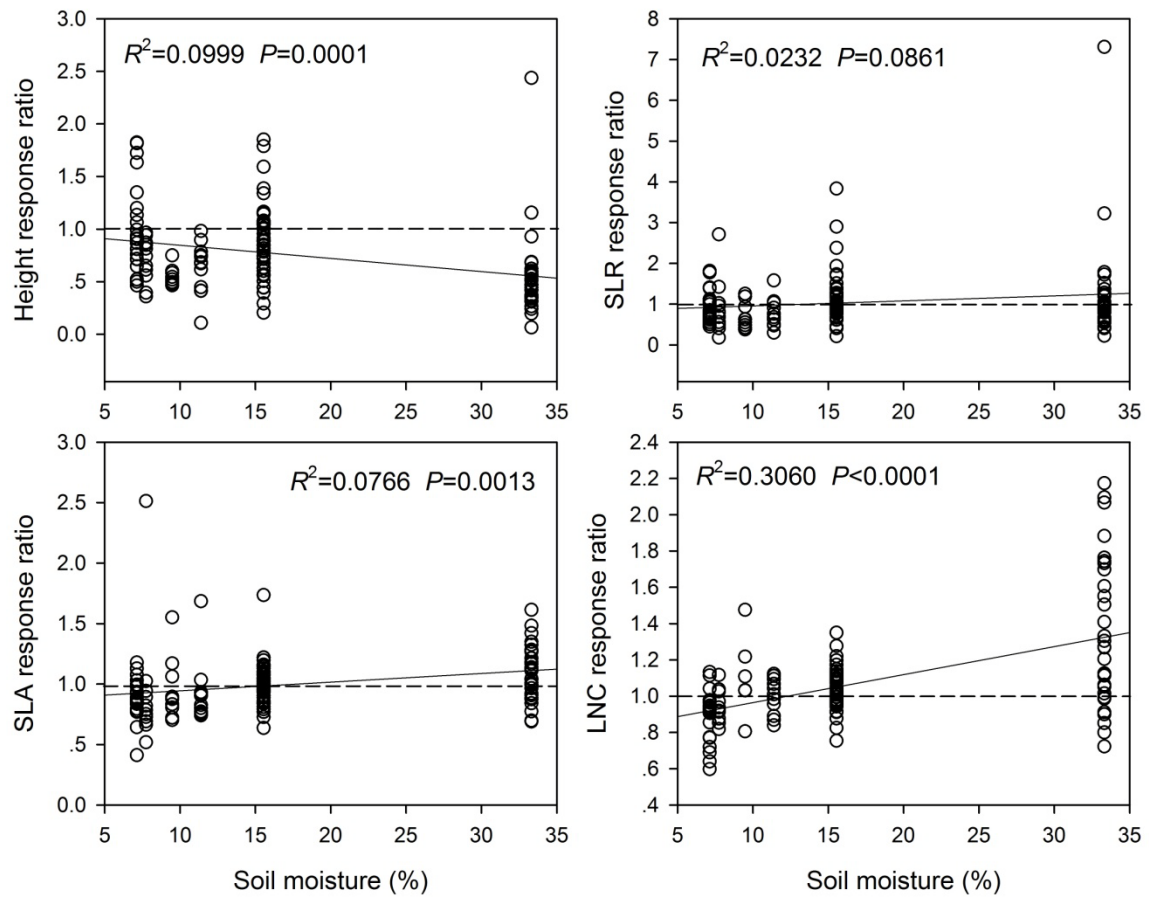 Height response ratio
3.0
2.5
2.0
1.5
1.0
.5
0.0
R²=0.0999 P=0.0001
5 10 15 20 25 30 35
SLR response ratio
8
7
6
5
4
3
2
1
0
R²=0.0232 P=0.0861
5 10 15 20 25 30 35
SLA response ratio
3.0
2.5
2.0
1.5
1.0
.5
0.0
R²=0.0766 P=0.0013
5 10 15 20 25 30 35
Soil moisture (%)
LNC response ratio
2.4
2.2
2.0
1.8
1.6
1.4
1.2
1.0
.8
.6
.4
R²=0.3060 P<0.0001
5 10 15 20 25 30 35
Soil moisture (%)